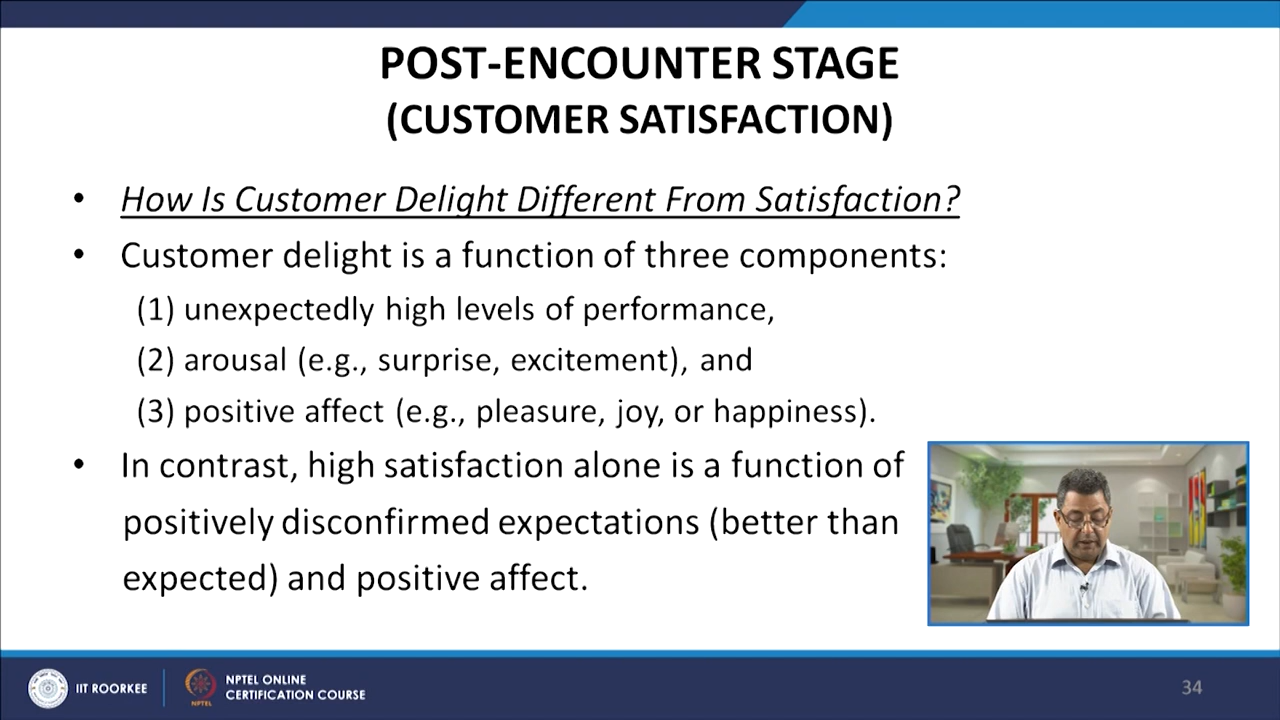 POST-ENCOUNTER STAGE
(CUSTOMER SATISFACTION)
• How Is Customer Delight Different From Satisfaction?
• Customer delight is a function of three components:
(1) unexpectedly high levels of performance,
(2) arousal (e.g., surprise, excitement), and
(3) positive affect (e.g., pleasure, joy, or happiness).
• In contrast, high satisfaction alone is a function of
positively disconfirmed expectations (better than
expected) and positive affect.
IIT ROORKEE
NPTEL
NPTEL ONLINE
CERTIFICATION COURSE
34